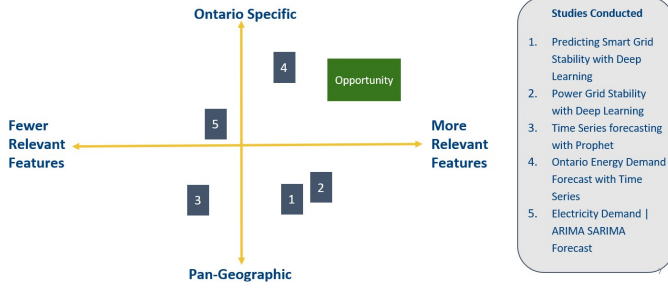 Ontario Specific
4
Opportunity
5
Fewer
Relevant
Features
More
Relevant
Features
3
1
2
Pan-Geographic
Studies Conducted
1. Predicting Smart Grid
Stability with Deep
Learning
2. Power Grid Stability
with Deep Learning
3. Time Series forecasting
with Prophet
4. Ontario Energy Demand
Forecast with Time
Series
5. Electricity Demand |
ARIMA SARIMA
Forecast